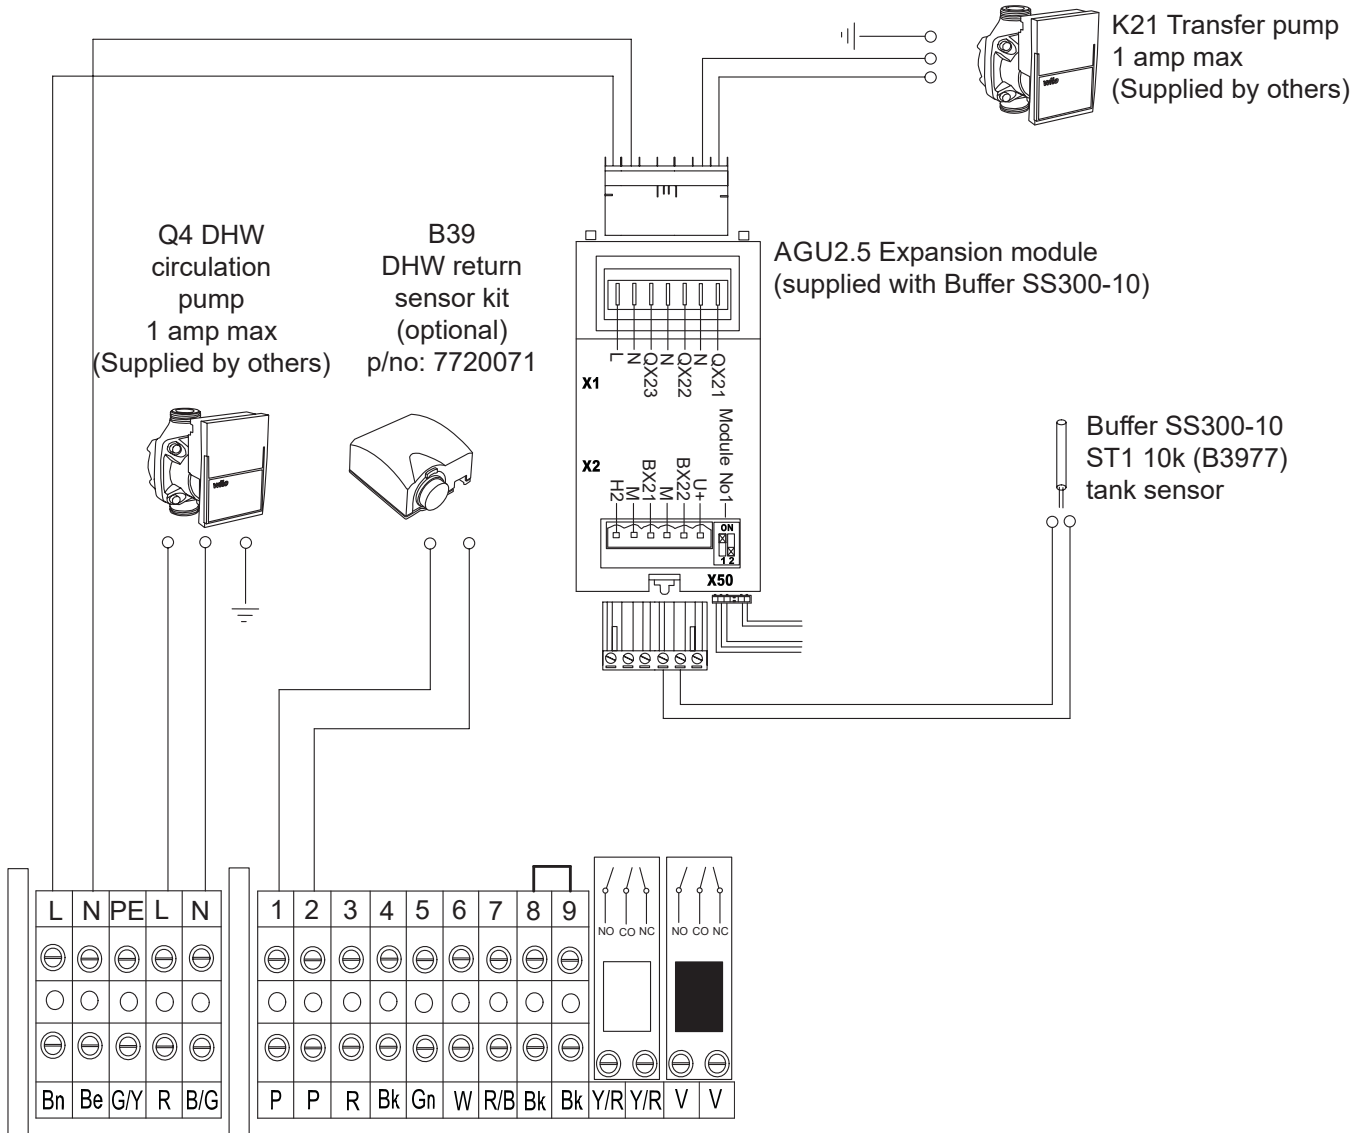 K21 Transfer pump
1 amp max
(Supplied by others)
wilo
Q4 DHW
circulation
pump
1 amp max
(Supplied by others)
B39
DHW return
sensor kit
(optional)
p/no: 7720071
AGU2.5 Expansion module
(supplied with Buffer SS300-10)
L N QX23 N QX22 N QX21
X1
Module No1
X2
H2 M BX21 M BX22 U+
ON
1 2
X50
Buffer SS300-10
ST1 10k (B3977)
tank sensor
wilo
L N PE L N 1 2 3 4 5 6 7 8 9
NO CO NC NO CO NC
Bn Be G/Y R B/G P P R Bk Gn W R/B Bk Bk Y/R Y/R V V